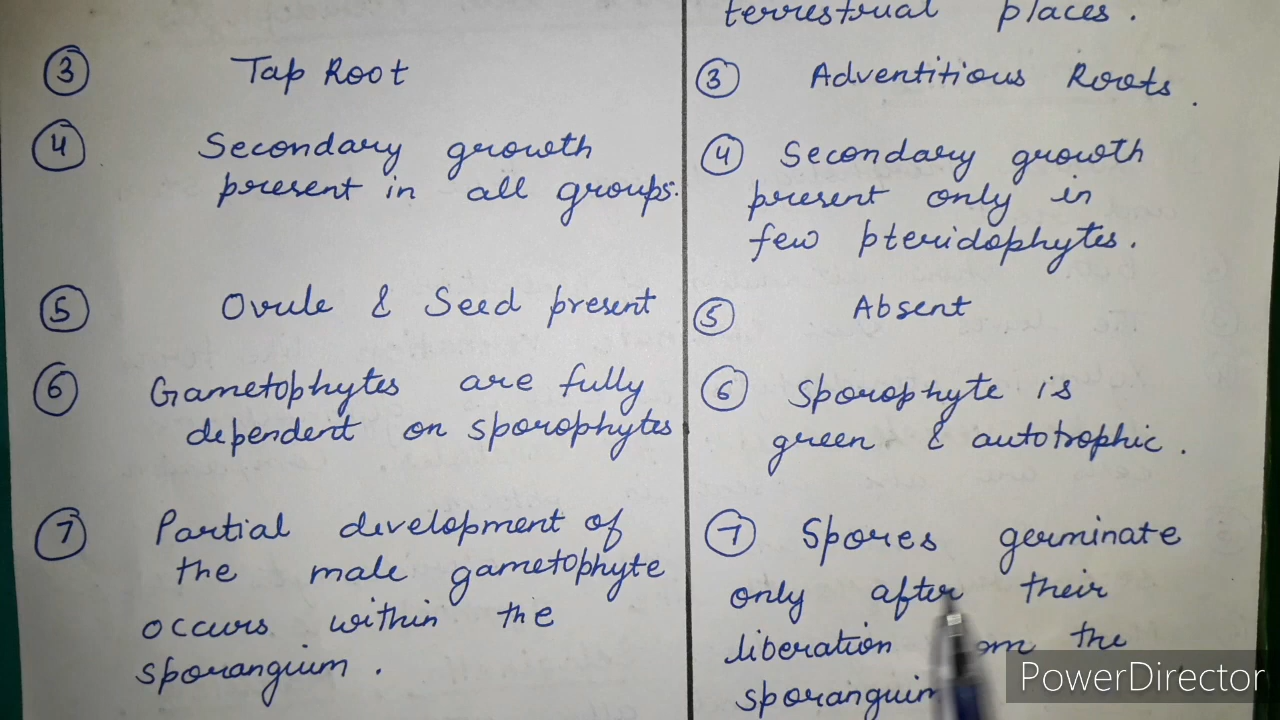 terrestrial places.
③ Tap Root
④ Secondary growth
present in all groups.
⑤ Ovule & Seed present
⑥ Gametophytes are fully
dependent on sporophytes
⑦ Partial development of
the male gametophyte
occurs within the
sporangium.
③ Adventitious Roots.
④ Secondary growth
present only in
few pteridophytes.
⑤ Absent
⑥ Sporophyte is
green & autotrophic.
⑦ Spores germinate
only after their
liberation the
PowerDirector